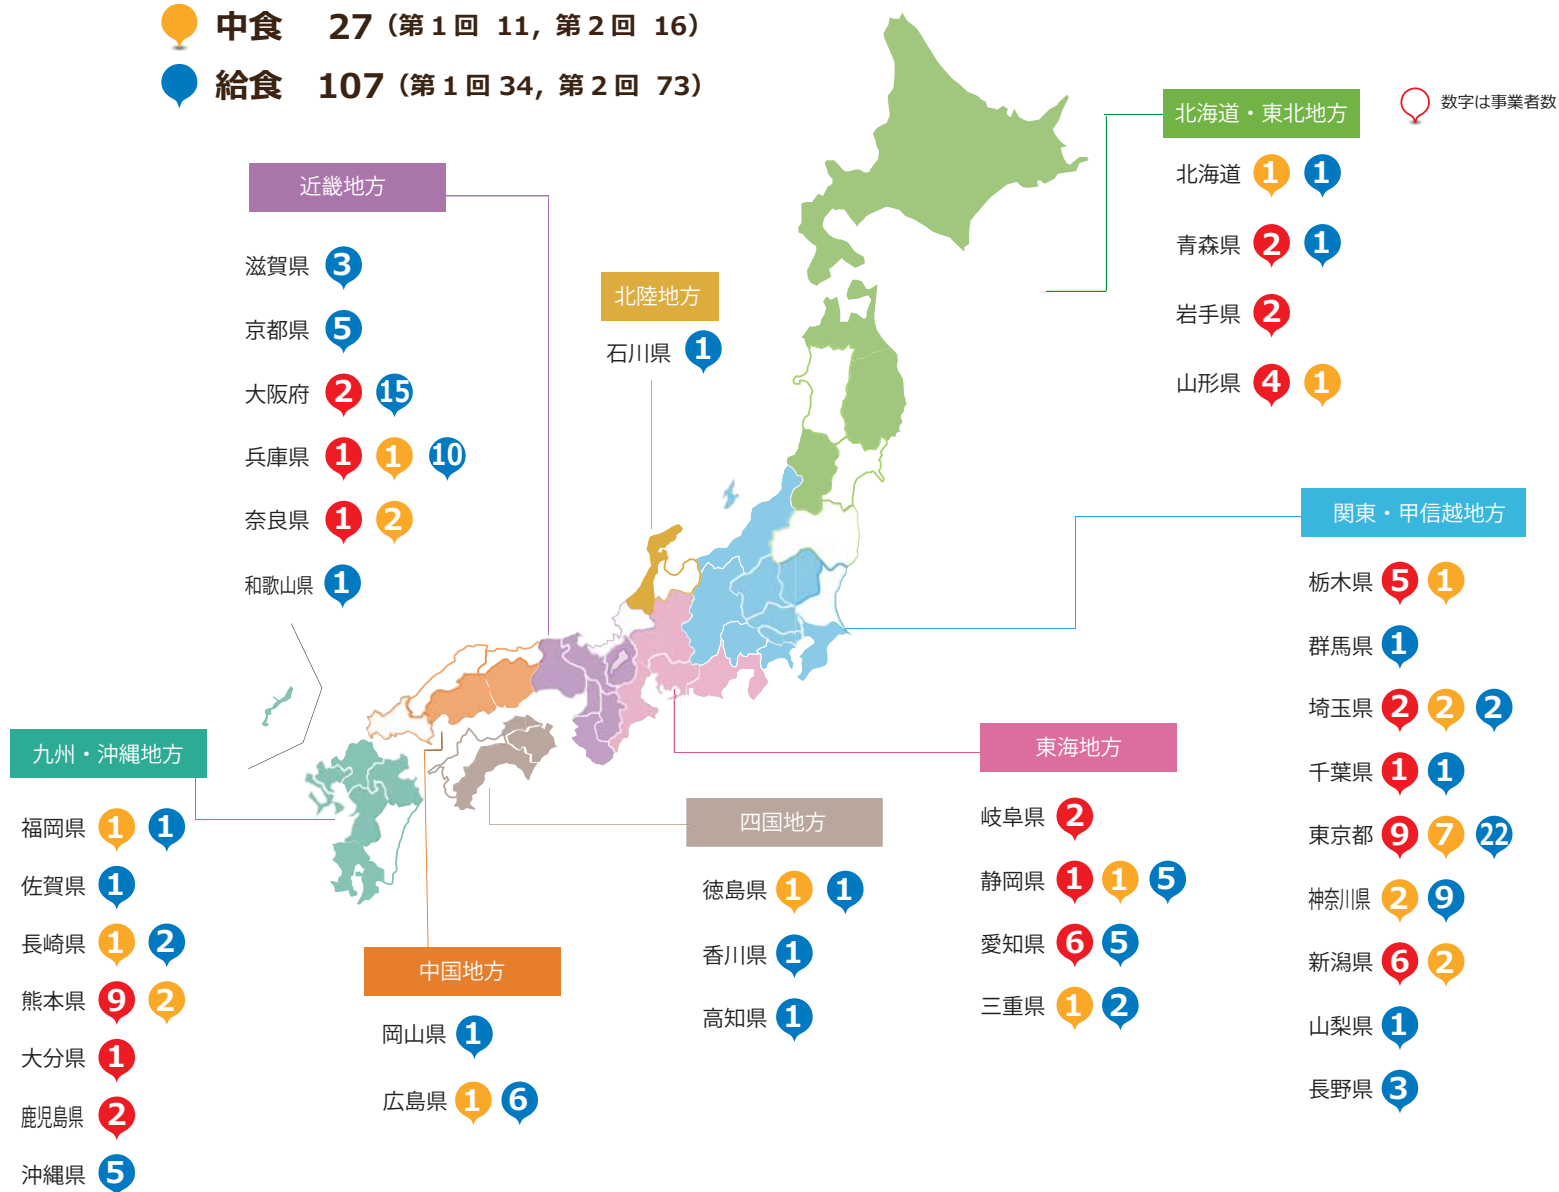 中食 27（第１回 11, 第２回 16）
給食 107（第１回 34, 第２回 73）
数字は事業者数
北海道・東北地方
北海道 1 1
青森県 2 1
岩手県 2
山形県 4 1
近畿地方
滋賀県 3
京都県 5
大阪府 2 15
兵庫県 1 1 10
奈良県 1 2
和歌山県 1
北陸地方
石川県 1
関東・甲信越地方
栃木県 5 1
群馬県 1
埼玉県 2 2 2
千葉県 1 1
東京都 9 7 22
神奈川県 2 9
新潟県 6 2
山梨県 1
長野県 3
東海地方
岐阜県 2
静岡県 1 1 5
愛知県 6 5
三重県 1 2
四国地方
徳島県 1 1
香川県 1
高知県 1
中国地方
岡山県 1
広島県 1 6
九州・沖縄地方
福岡県 1 1
佐賀県 1
長崎県 1 2
熊本県 9 2
大分県 1
鹿児島県 2
沖縄県 5